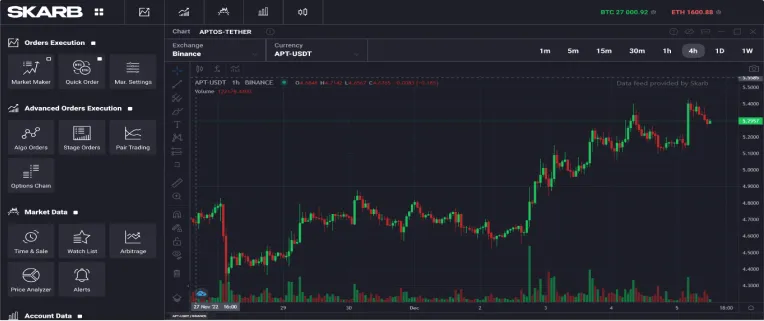 SKARB
BTC 27 000.92
ETH 1600.88
Orders Execution
Market Maker
Quick Order
Max. Settings
Advanced Orders Execution
Algo Orders
Stage Orders
Pair Trading
Options Chain
Market Data
Time & Sale
Watch List
Arbitrage
Price Analyzer
Alerts
Account Data
Chart APTOS-TETHER
Exchange
Binance
Currency
APT-USDT
1m 5m 15m 30m 1h 4h 1D 1W
APT-USDT 1h BINANCE
Volume
Data feed provided by Skarb
5.5000
5.4000
5.2957
5.2000
5.1000
5.0000
4.9000
4.8000
4.7000
4.6000
4.5000
4.4000
4.3000
27 Nov '22 16:00
29
30
Dec
2
3
4
5
18:00